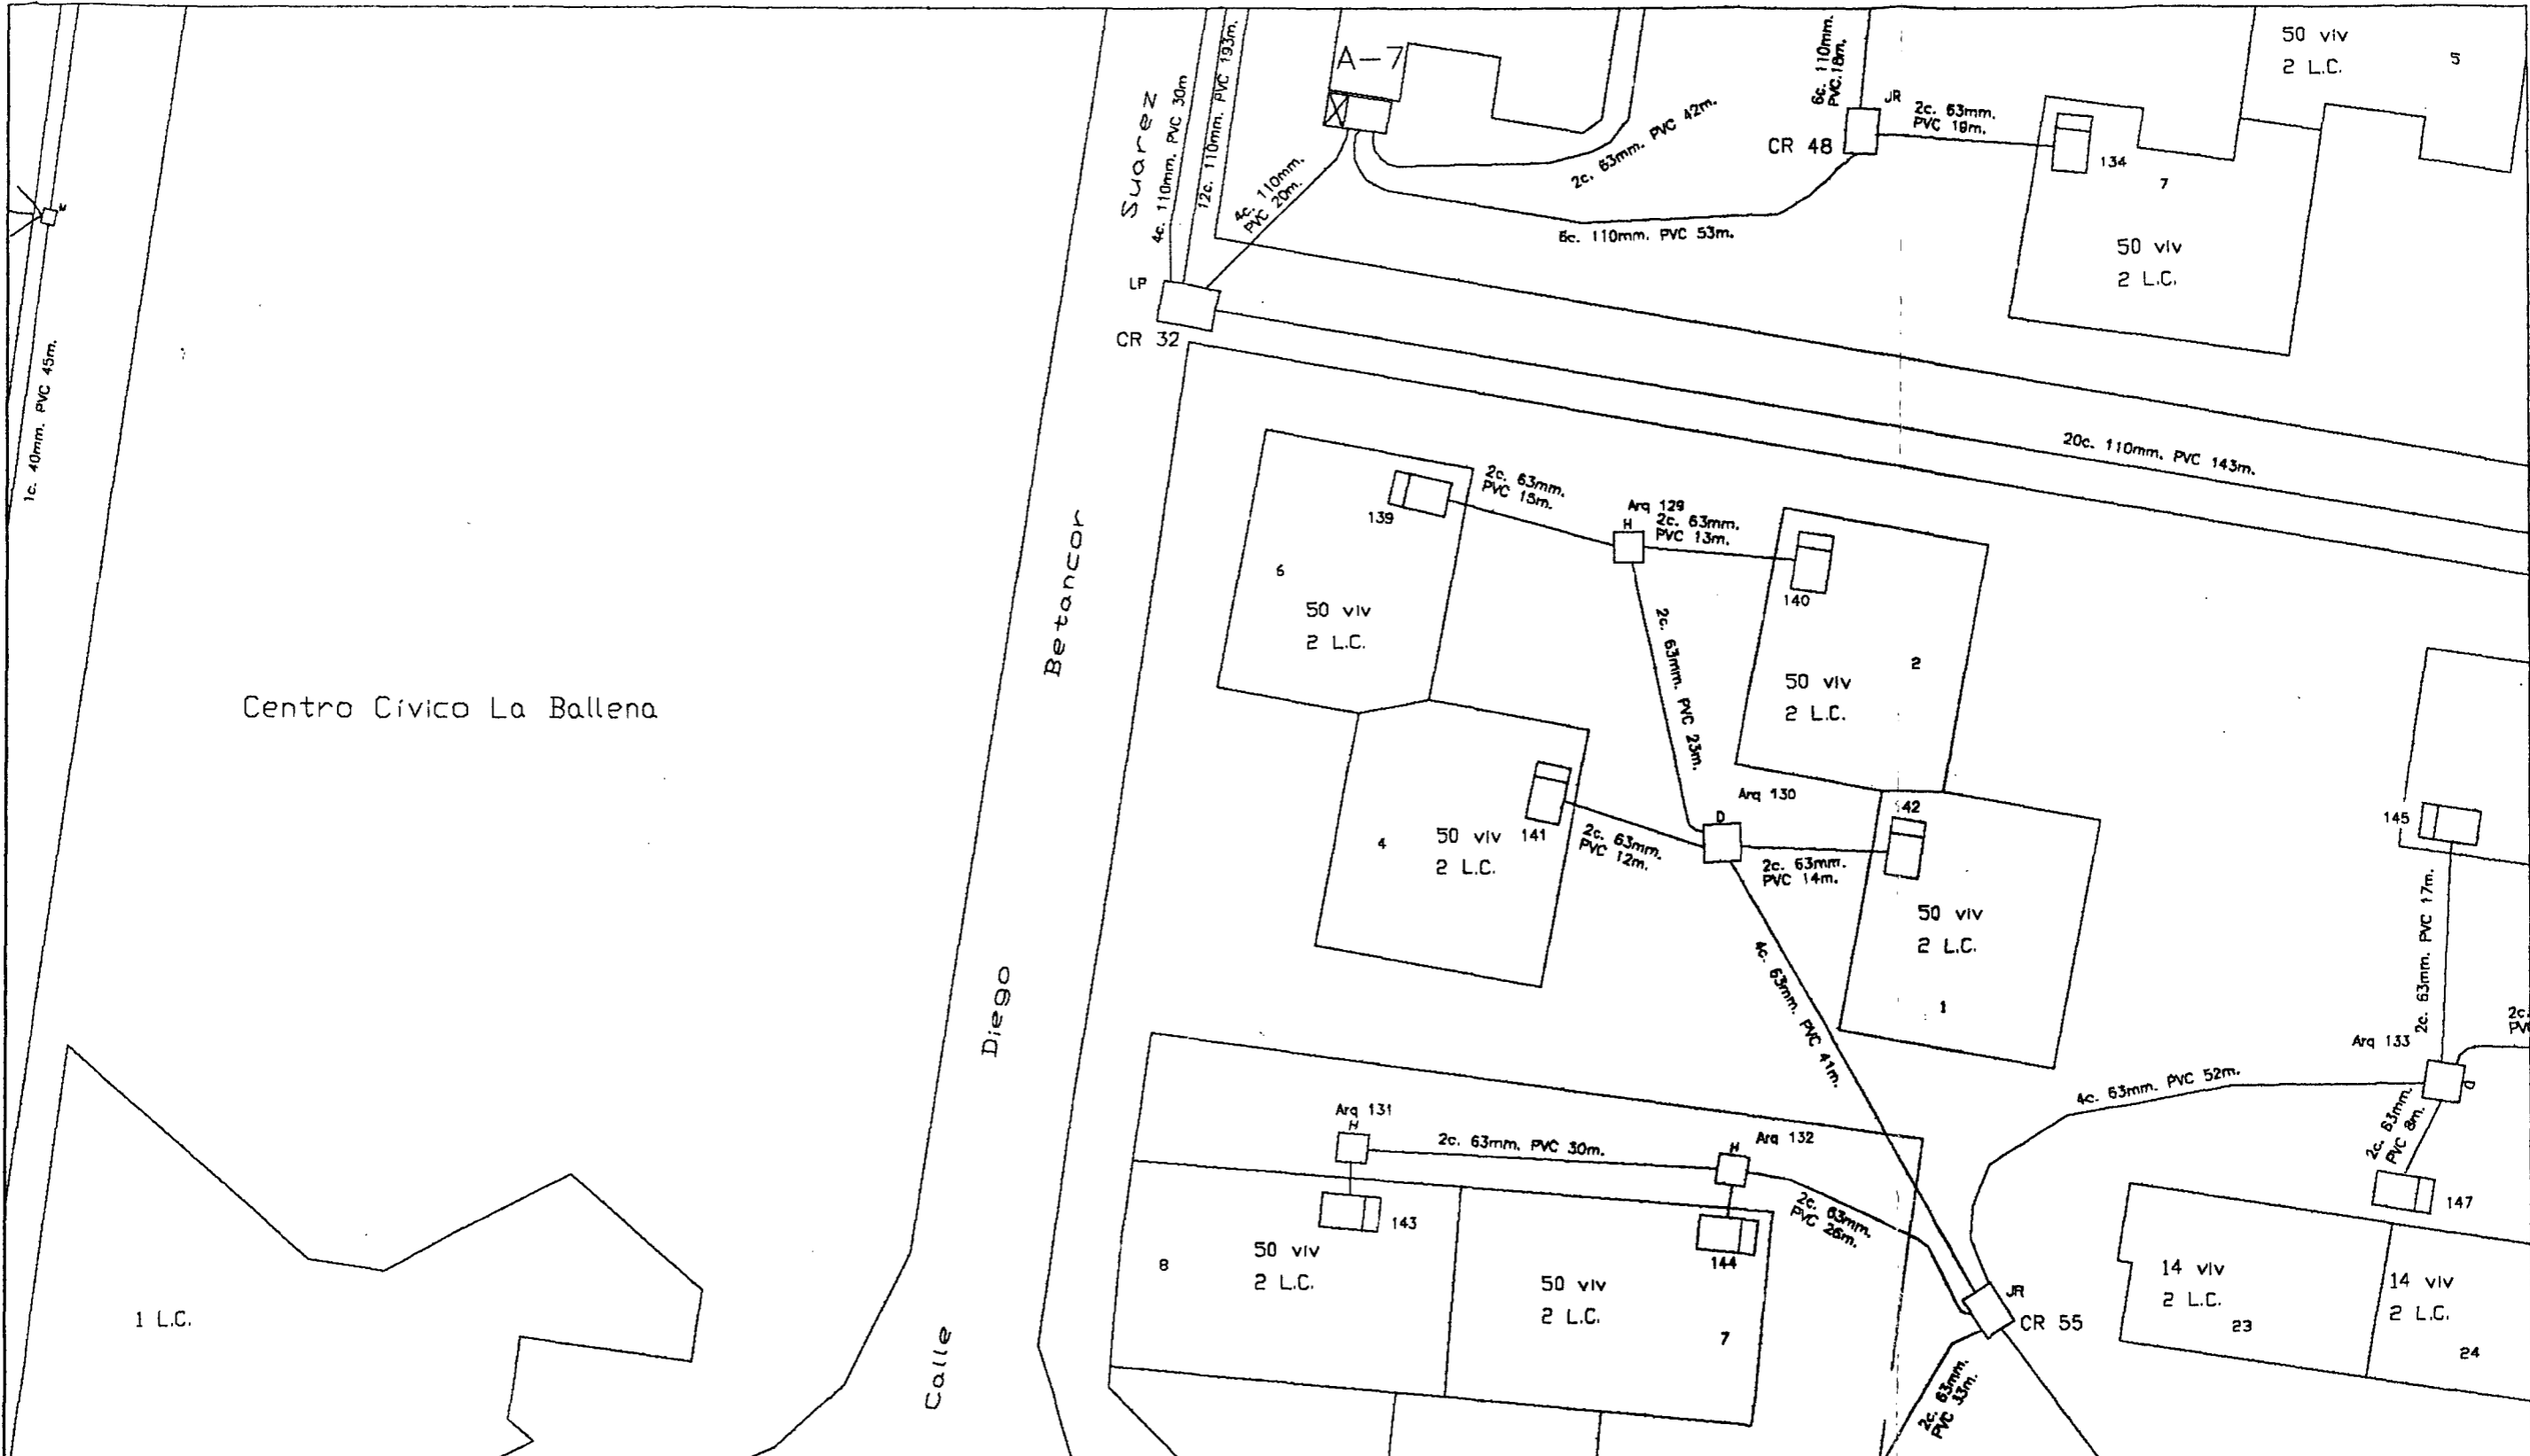 A-7
50 viv
2 L.C.
5
Suarez
4c. 110mm. PVC 30m
12c. 110mm. PVC 193m.
4c. 110mm.
PVC 20m.
2c. 63mm. PVC 42m.
6c. 110mm. PVC 53m.
6c. 110mm.
PVC.18m.
JR
CR 48
2c. 63mm.
PVC 18m.
134
7
50 viv
2 L.C.
M
1c. 40mm. PVC 45m.
LP
CR 32
20c. 110mm. PVC 143m.
139
2c. 63mm.
PVC 15m.
Arq 129
H
2c. 63mm.
PVC 13m.
140
6
50 viv
2 L.C.
2
50 viv
2 L.C.
2c. 63mm. PVC 23m.
Betancor
Centro Cívico La Ballena
Arq 130
D
42
4
50 viv
2 L.C.
141
2c. 63mm.
PVC 12m.
2c. 63mm.
PVC 14m.
50 viv
2 L.C.
1
145
2c. 63mm. PVC 17m.
4c. 63mm. PVC 41m.
Diego
2c.
Arq 133
D
4c. 63mm. PVC 52m.
2c. 63mm.
PVC 8m.
147
Arq 131
H
2c. 63mm. PVC 30m.
H
Arq 132
2c. 63mm.
PVC 26m.
143
144
8
50 viv
2 L.C.
50 viv
2 L.C.
7
JR
CR 55
14 viv
2 L.C.
23
14 viv
2 L.C.
24
1 L.C.
Calle
2c. 63mm.
PVC 33m.